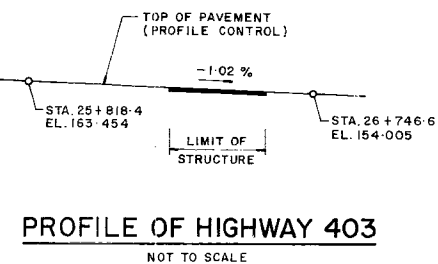 TOP OF PAVEMENT
(PROFILE CONTROL)
-1·02 %
STA. 25+818·4
EL. 163·454
STA. 26+746·6
EL. 154·005
LIMIT OF
STRUCTURE
PROFILE OF HIGHWAY 403
NOT TO SCALE